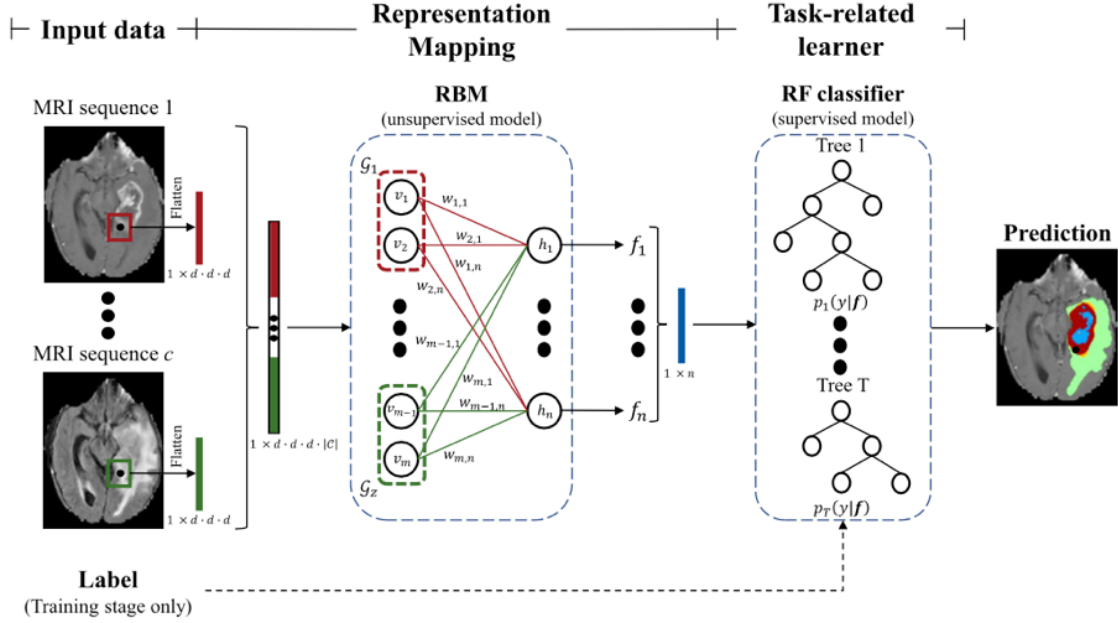 Input data
Representation
Mapping
Task-related
learner
MRI sequence 1
Flatten
1 × d · d · d
MRI sequence c
Flatten
1 × d · d · d
1 × d · d · d · |C|
RBM
(unsupervised model)
𝒢₁
v₁
v₂
vₘ₋₁
vₘ
𝒢_z
w₁,₁
w₂,₁
w₁,ₙ
w₂,ₙ
wₘ₋₁,₁
wₘ,₁
wₘ₋₁,ₙ
wₘ,ₙ
h₁
hₙ
f₁
fₙ
1 × n
RF classifier
(supervised model)
Tree 1
p₁(y|f)
Tree T
p_T(y|f)
Prediction
Label
(Training stage only)